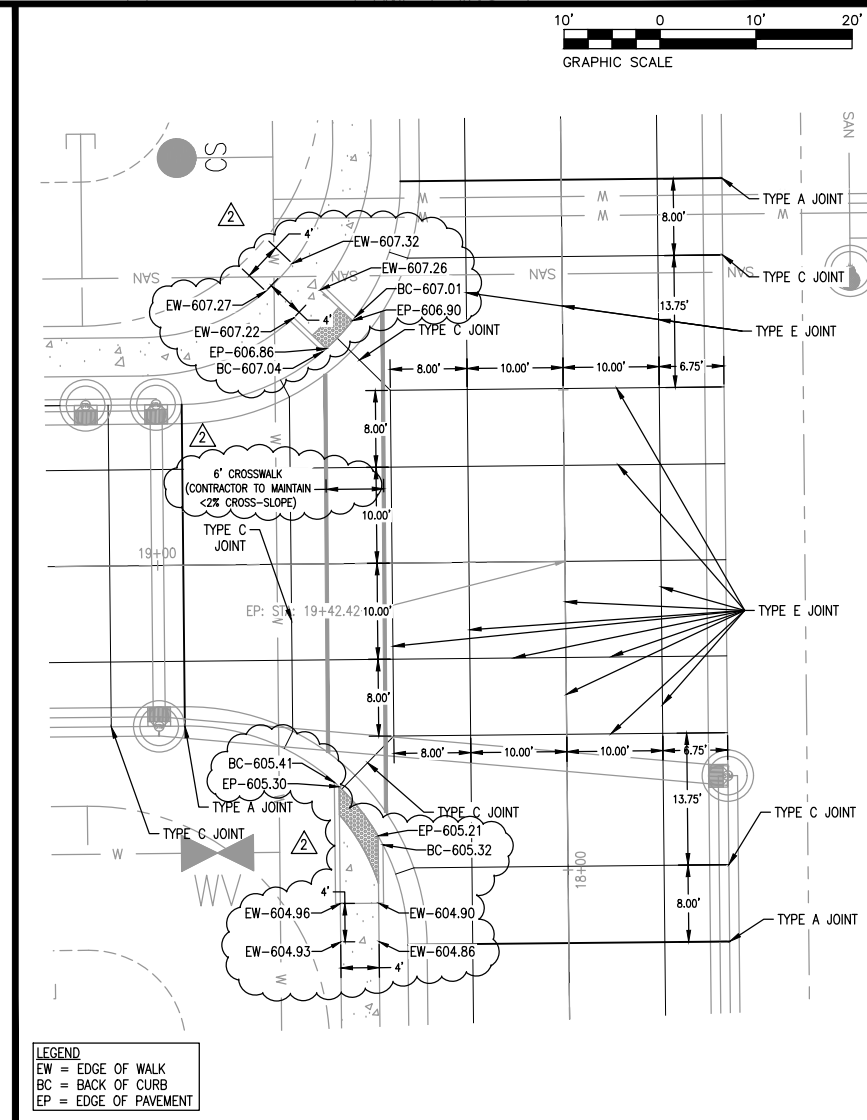 10' 0 10' 20'
GRAPHIC SCALE
SAN
CS
W
W
W
W
W
TYPE A JOINT
8.00'
2
4'
EW-607.32
W
SAN
SAN
SAN
SAN
EW-607.26
TYPE C JOINT
BC-607.01
EW-607.27
EP-606.90
13.75'
4'
EW-607.22
TYPE C JOINT
TYPE E JOINT
EP-606.86
BC-607.04
8.00' 10.00' 10.00' 6.75'
8.00'
2
W
6' CROSSWALK
(CONTRACTOR TO MAINTAIN
<2% CROSS-SLOPE)
10.00'
TYPE C
JOINT
19+00
EP: STA: 19+42.42
10.00'
TYPE E JOINT
W
8.00'
8.00' 10.00' 10.00' 6.75'
BC-605.41
EP-605.30
13.75'
TYPE A JOINT
TYPE C JOINT
TYPE C JOINT
TYPE C JOINT
EP-605.21
2
BC-605.32
W
WV
18+00
4'
8.00'
EW-604.96
EW-604.90
TYPE A JOINT
EW-604.93
EW-604.86
4'
W
LEGEND
EW = EDGE OF WALK
BC = BACK OF CURB
EP = EDGE OF PAVEMENT